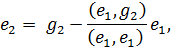 e₂ = g₂ − (e₁, g₂)/(e₁, e₁) e₁,